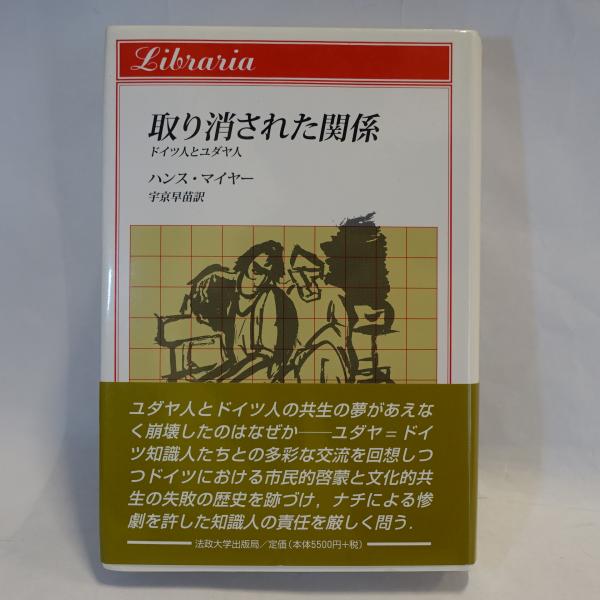 Libraria
取り消された関係
ドイツ人とユダヤ人
ハンス・マイヤー
宇京早苗訳
ユダヤ人とドイツ人の共生の夢があえな
く崩壊したのはなぜか──ユダヤ=ドイ
ツ知識人たちとの多彩な交流を回想しつ
つドイツにおける市民的啓蒙と文化的共
生の失敗の歴史を跡づけ，ナチによる惨
劇を許した知識人の責任を厳しく問う．
法政大学出版局／定価（本体5500円+税）